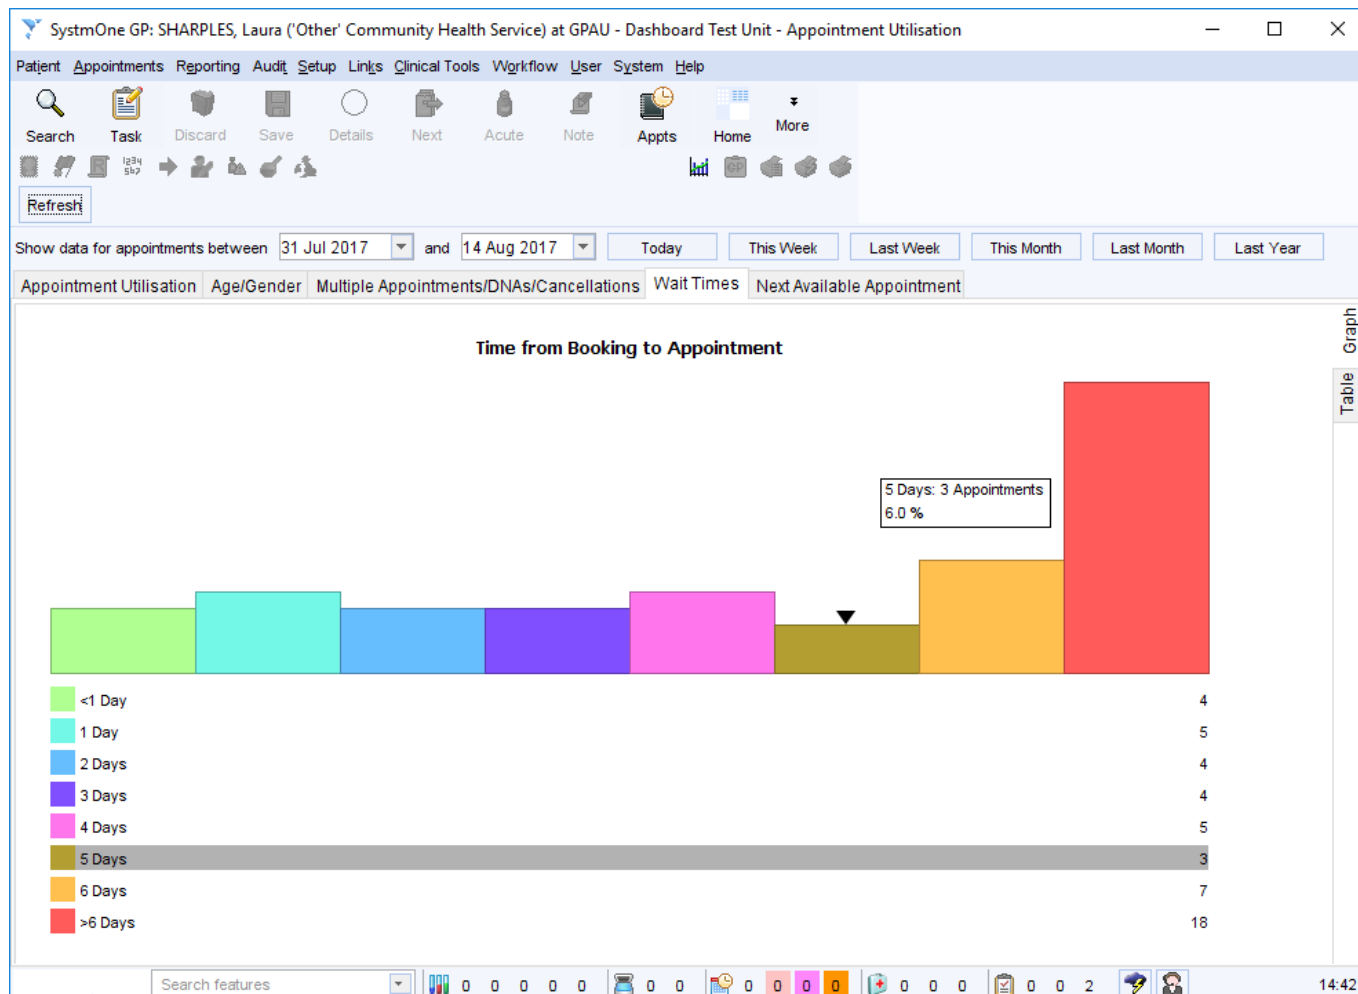 SystmOne GP: SHARPLES, Laura ('Other' Community Health Service) at GPAU - Dashboard Test Unit - Appointment Utilisation
Patient Appointments Reporting Audit Setup Links Clinical Tools Workflow User System Help
Search Task Discard Save Details Next Acute Note Appts Home More
1234
567
GP
Refresh
Show data for appointments between 31 Jul 2017 and 14 Aug 2017 Today This Week Last Week This Month Last Month Last Year
Appointment Utilisation Age/Gender Multiple Appointments/DNAs/Cancellations Wait Times Next Available Appointment
Graph
Table
Time from Booking to Appointment
5 Days: 3 Appointments
6.0 %
<1 Day 4
1 Day 5
2 Days 4
3 Days 4
4 Days 5
5 Days 3
6 Days 7
>6 Days 18
Search features 0 0 0 0 0 0 0 0 0 0 0 0 0 0 0 0 2 14:42